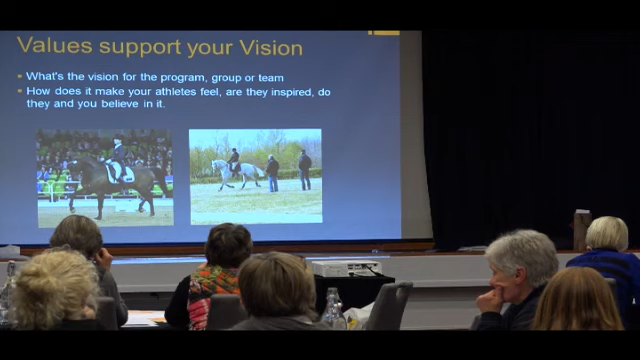 Values support your Vision
What's the vision for the program, group or team
How does it make your athletes feel, are they inspired, do
they and you believe in it.